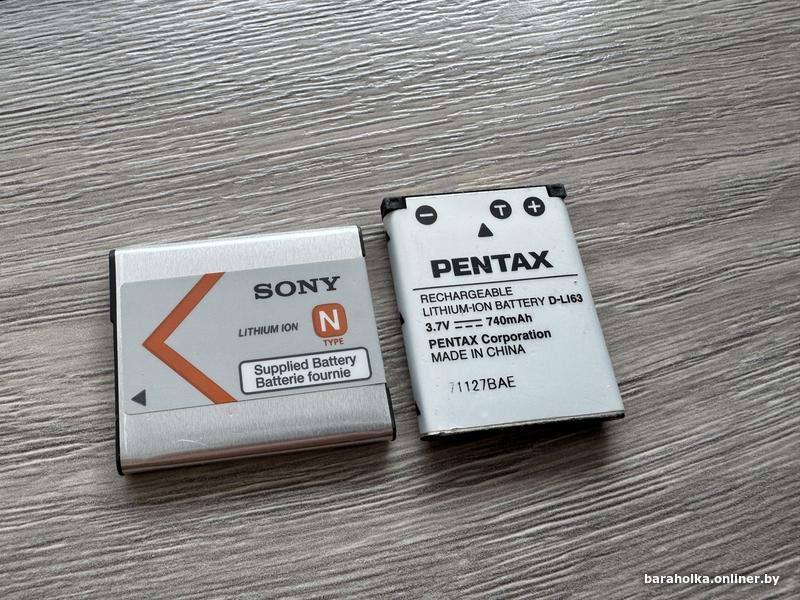 SONY
LITHIUM ION
N
TYPE
Supplied Battery
Batterie fournie
− T +
PENTAX
RECHARGEABLE
LITHIUM-ION BATTERY D-LI63
3.7V 740mAh
PENTAX Corporation
MADE IN CHINA
71127BAE
baraholka.onliner.by